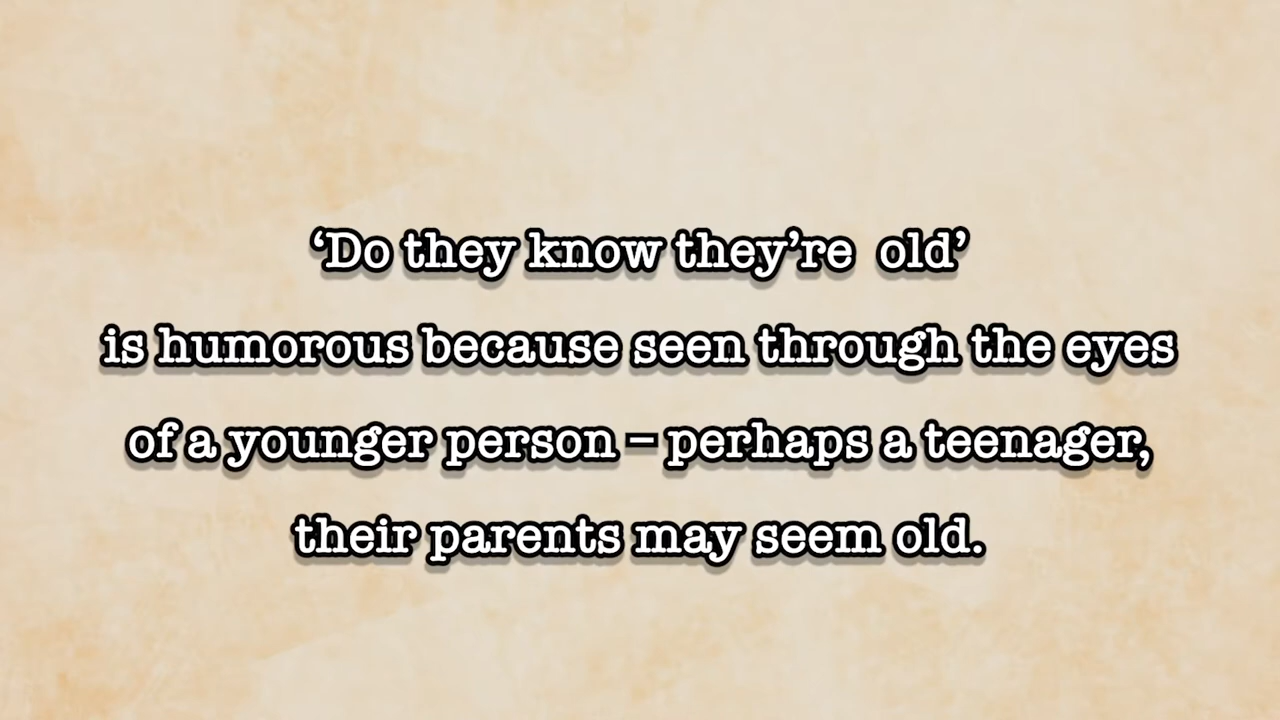 ‘Do they know they’re  old’
is humorous because seen through the eyes
of a younger person – perhaps a teenager,
their parents may seem old.